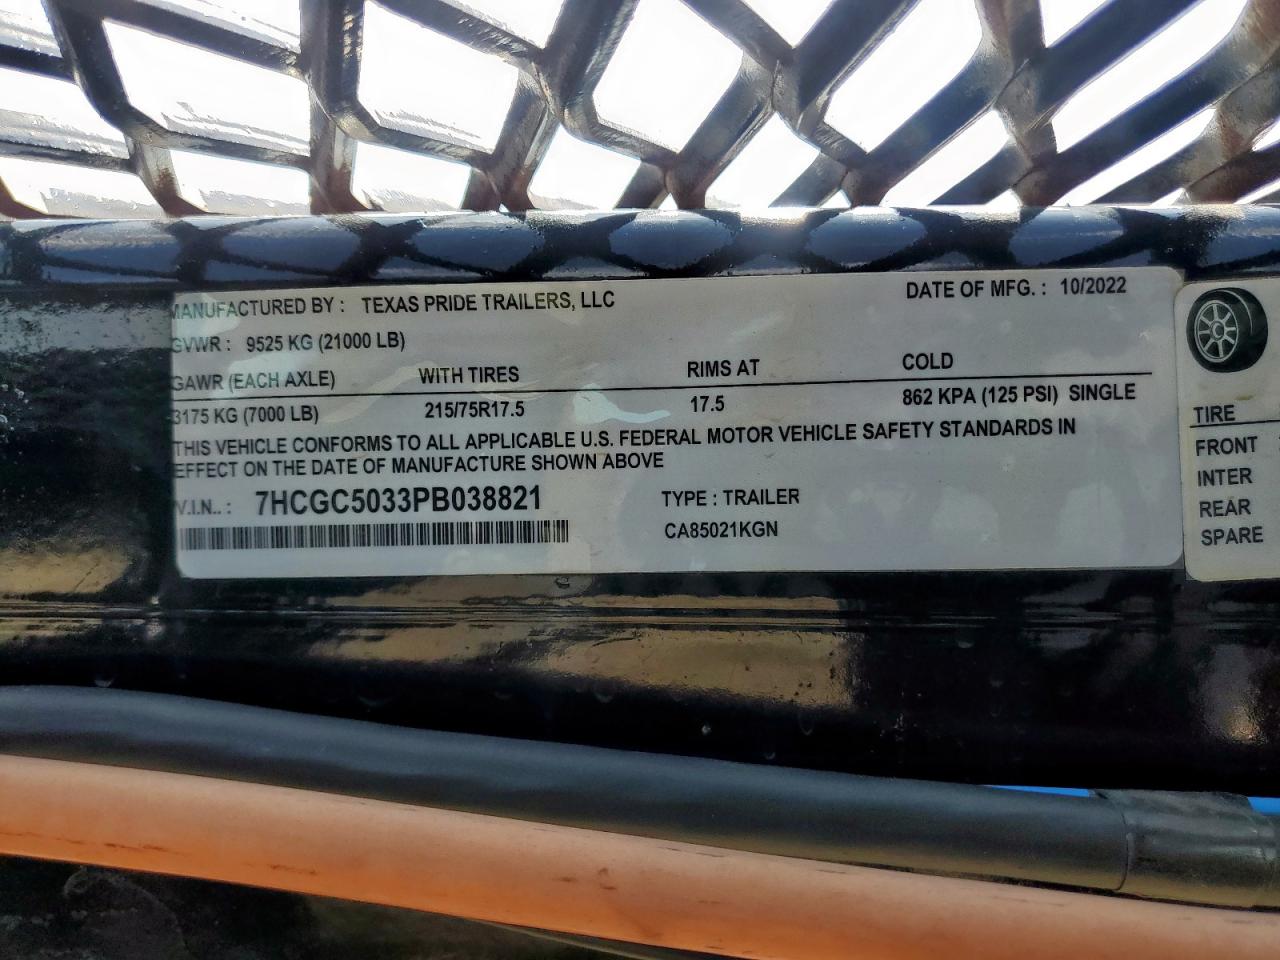 MANUFACTURED BY : TEXAS PRIDE TRAILERS, LLC DATE OF MFG. : 10/2022
GVWR : 9525 KG (21000 LB)
GAWR (EACH AXLE) WITH TIRES RIMS AT COLD
3175 KG (7000 LB) 215/75R17.5 17.5 862 KPA (125 PSI) SINGLE
THIS VEHICLE CONFORMS TO ALL APPLICABLE U.S. FEDERAL MOTOR VEHICLE SAFETY STANDARDS IN
EFFECT ON THE DATE OF MANUFACTURE SHOWN ABOVE
V.I.N.. : 7HCGC5033PB038821 TYPE : TRAILER
CA85021KGN
TIRE
FRONT
INTER
REAR
SPARE